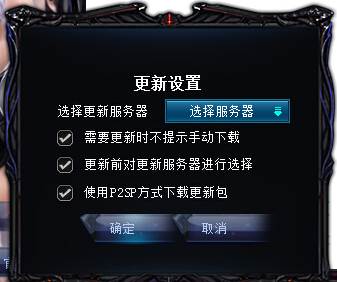 更新设置
选择更新服务器 选择服务器
需要更新时不提示手动下载
更新前对更新服务器进行选择
使用P2SP方式下载更新包
确定 取消